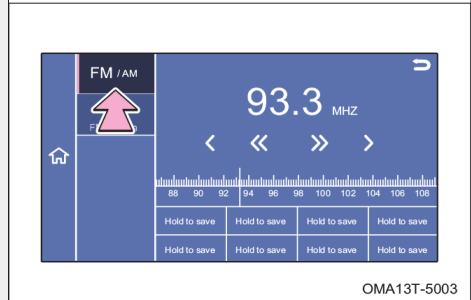 FM / AM
93.3 MHZ
88 90 92 94 96 98 100 102 104 106 108
Hold to save Hold to save Hold to save Hold to save
Hold to save Hold to save Hold to save Hold to save
OMA13T-5003